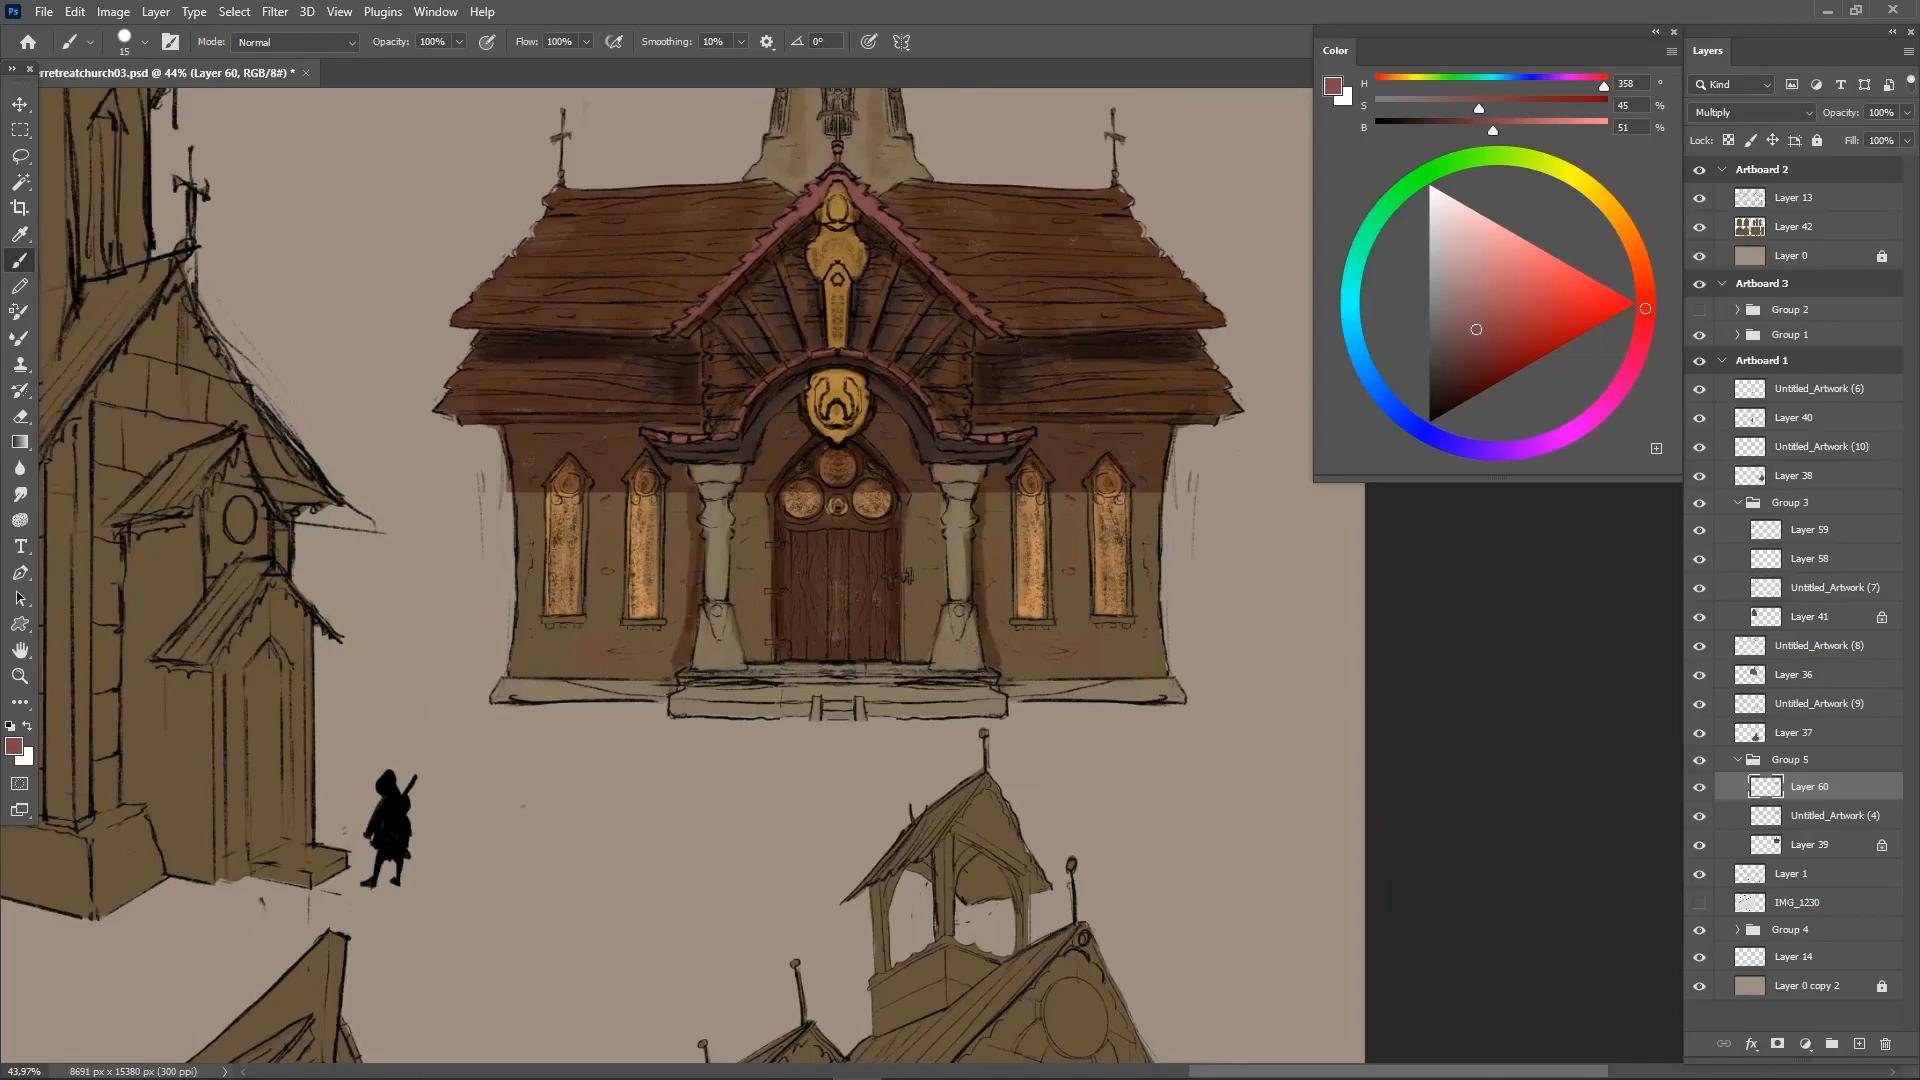 Ps File Edit Image Layer Type Select Filter 3D View Plugins Window Help
15 Mode: Normal Opacity: 100% Flow: 100% Smoothing: 10% 0°
rretreatchurch03.psd @ 44% (Layer 60, RGB/8#) * ×
Color
H 358 °
S 45 %
B 51 %
Layers
Kind
Multiply Opacity: 100%
Lock: Fill: 100%
Artboard 2
Layer 13
Layer 42
Layer 0
Artboard 3
Group 2
Group 1
Artboard 1
Untitled_Artwork (6)
Layer 40
Untitled_Artwork (10)
Layer 38
Group 3
Layer 59
Layer 58
Untitled_Artwork (7)
Layer 41
Untitled_Artwork (8)
Layer 36
Untitled_Artwork (9)
Layer 37
Group 5
Layer 60
Untitled_Artwork (4)
Layer 39
Layer 1
IMG_1230
Group 4
Layer 14
Layer 0 copy 2
fx
43,97% 8691 px x 15380 px (300 ppi)